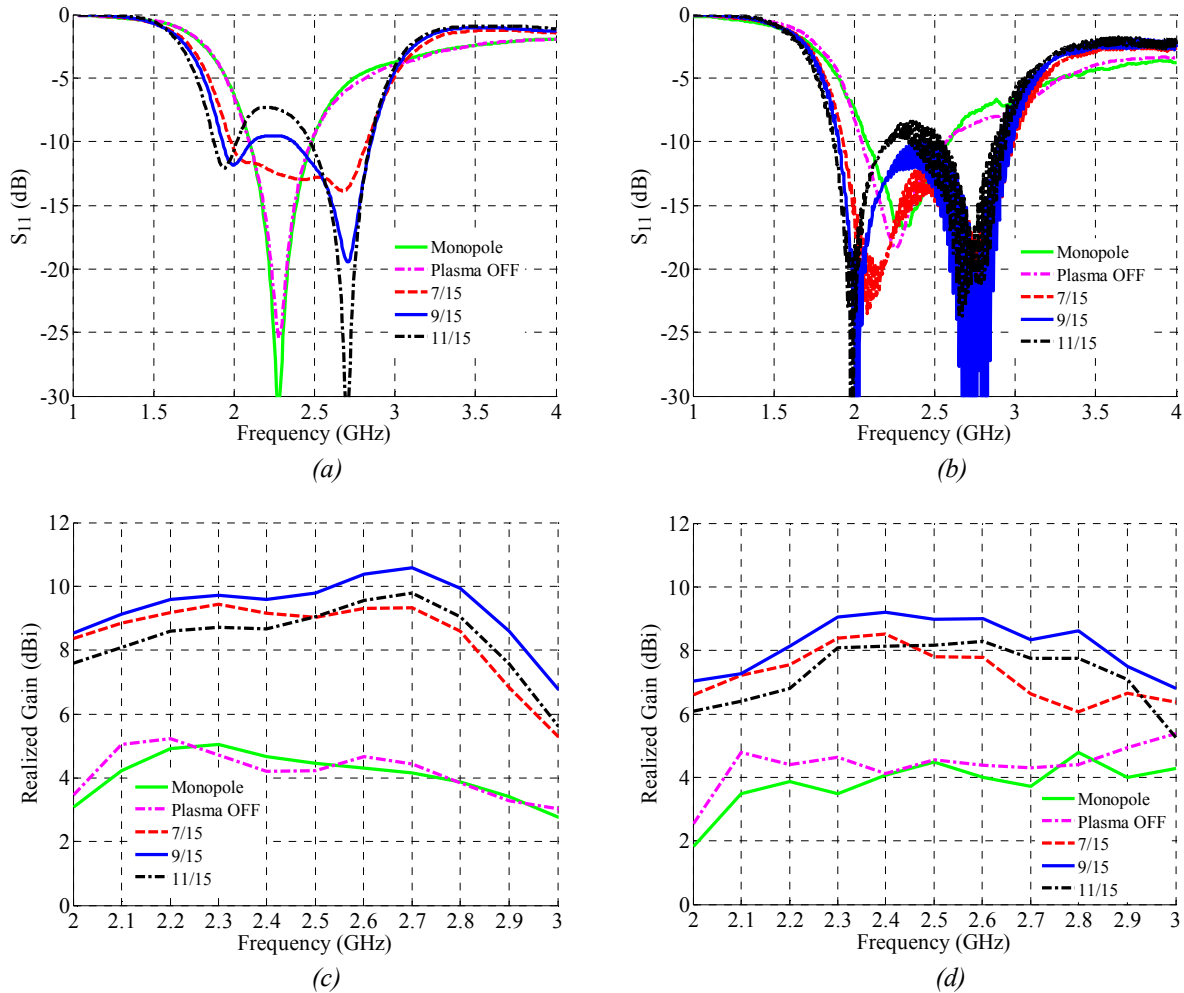 0
-5
-10
-15
-20
-25
-30
S11 (dB)
Monopole
Plasma OFF
7/15
9/15
11/15
1 1.5 2 2.5 3 3.5 4
Frequency (GHz)
(a)
0
-5
-10
-15
-20
-25
-30
S11 (dB)
Monopole
Plasma OFF
7/15
9/15
11/15
1 1.5 2 2.5 3 3.5 4
Frequency (GHz)
(b)
12
10
8
6
4
2
0
Realized Gain (dBi)
Monopole
Plasma OFF
7/15
9/15
11/15
2 2.1 2.2 2.3 2.4 2.5 2.6 2.7 2.8 2.9 3
Frequency (GHz)
(c)
12
10
8
6
4
2
0
Realized Gain (dBi)
Monopole
Plasma OFF
7/15
9/15
11/15
2 2.1 2.2 2.3 2.4 2.5 2.6 2.7 2.8 2.9 3
Frequency (GHz)
(d)